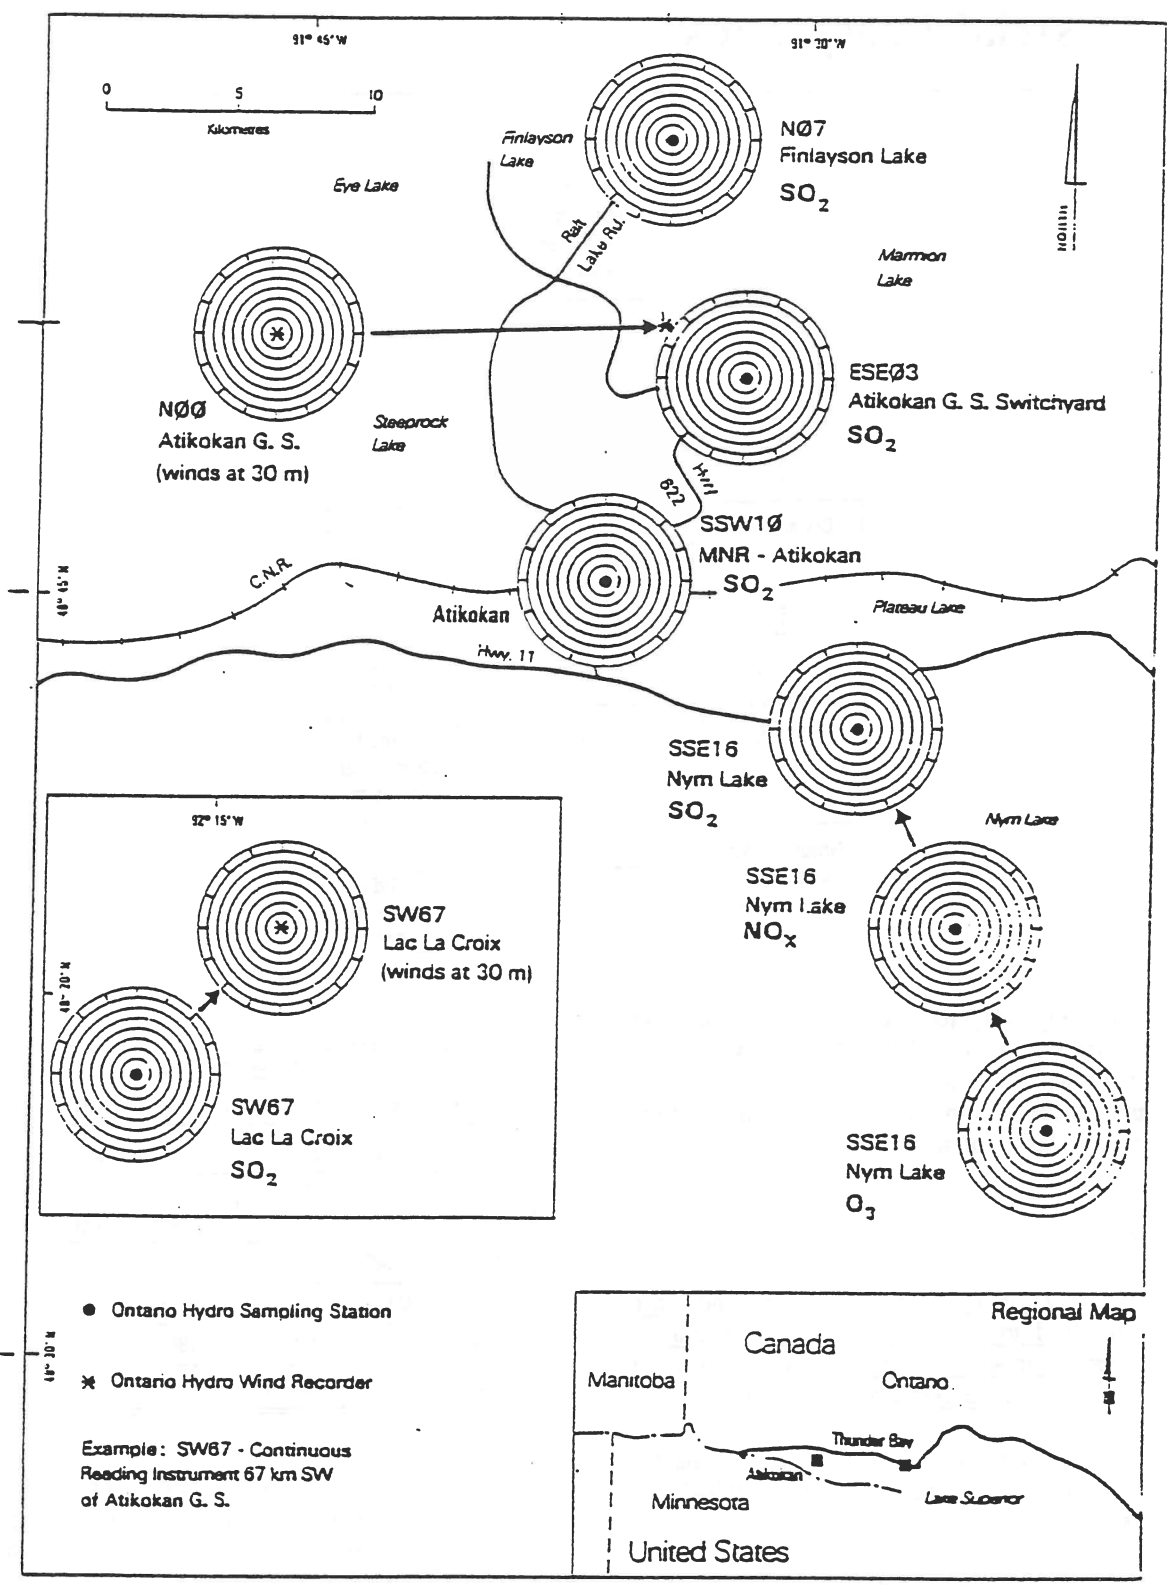 91° 45' W
91° 30' W
0 5 10
Kilometres
Finlayson
Lake
Eye Lake
NØ7
Finlayson Lake
SO₂
Lake Rd.
Marmion
Lake
NØØ
Atikokan G. S.
(winds at 30 m)
Steeprock
Lake
ESEØ3
Atikokan G. S. Switchyard
SO₂
622
SSW1Ø
MNR - Atikokan
SO₂
C.N.R.
48° 45' N
Atikokan
Plateau Lake
Hwy. 11
SSE16
Nym Lake
SO₂
92° 15' W
Nym Lake
SSE16
Nym Lake
NOₓ
SW67
Lac La Croix
(winds at 30 m)
48° 20' N
SW67
Lac La Croix
SO₂
SSE16
Nym Lake
O₃
● Ontario Hydro Sampling Station
Ontario Hydro Wind Recorder
Example: SW67 - Continuous
Reading Instrument 67 km SW
of Atikokan G. S.
Regional Map
Canada
Manitoba
Ontario
Thunder Bay
Atikokan
Minnesota
Lake Superior
United States